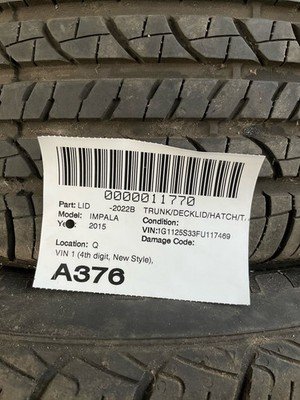 0000011770
Part: LID -2022B TRUNK/DECKLID/HATCH/T.
Model: IMPALA Condition:
2015 VIN:1G1125S33FU117469
Damage Code:
Location: Q
VIN 1 (4th digit, New Style),
A376